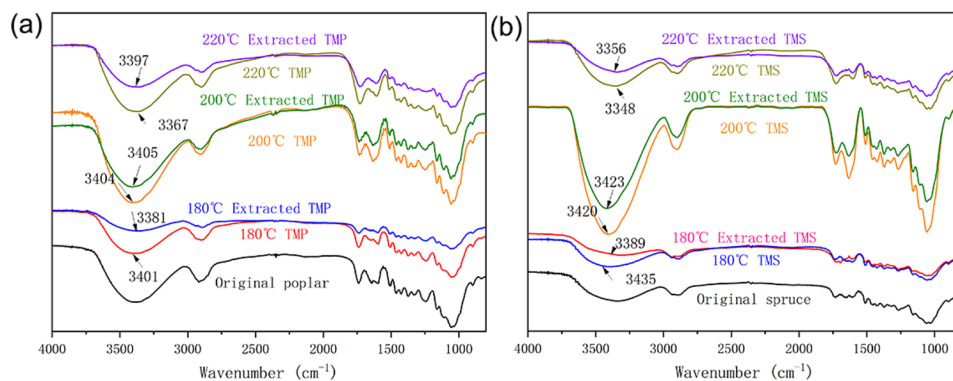 (a)
220℃ Extracted TMP
3397
220℃ TMP
3367
200℃ Extracted TMP
3405
200℃ TMP
3404
180℃ Extracted TMP
3381
180℃ TMP
3401
Original poplar
4000 3500 3000 2500 2000 1500 1000
Wavenumber (cm⁻¹)
(b)
3356
220℃ Extracted TMS
220℃ TMS
3348
200℃ Extracted TMS
200℃ TMS
3423
3420
3389
180℃ Extracted TMS
180℃ TMS
3435
Original spruce
4000 3500 3000 2500 2000 1500 1000
Wavenumber (cm⁻¹)